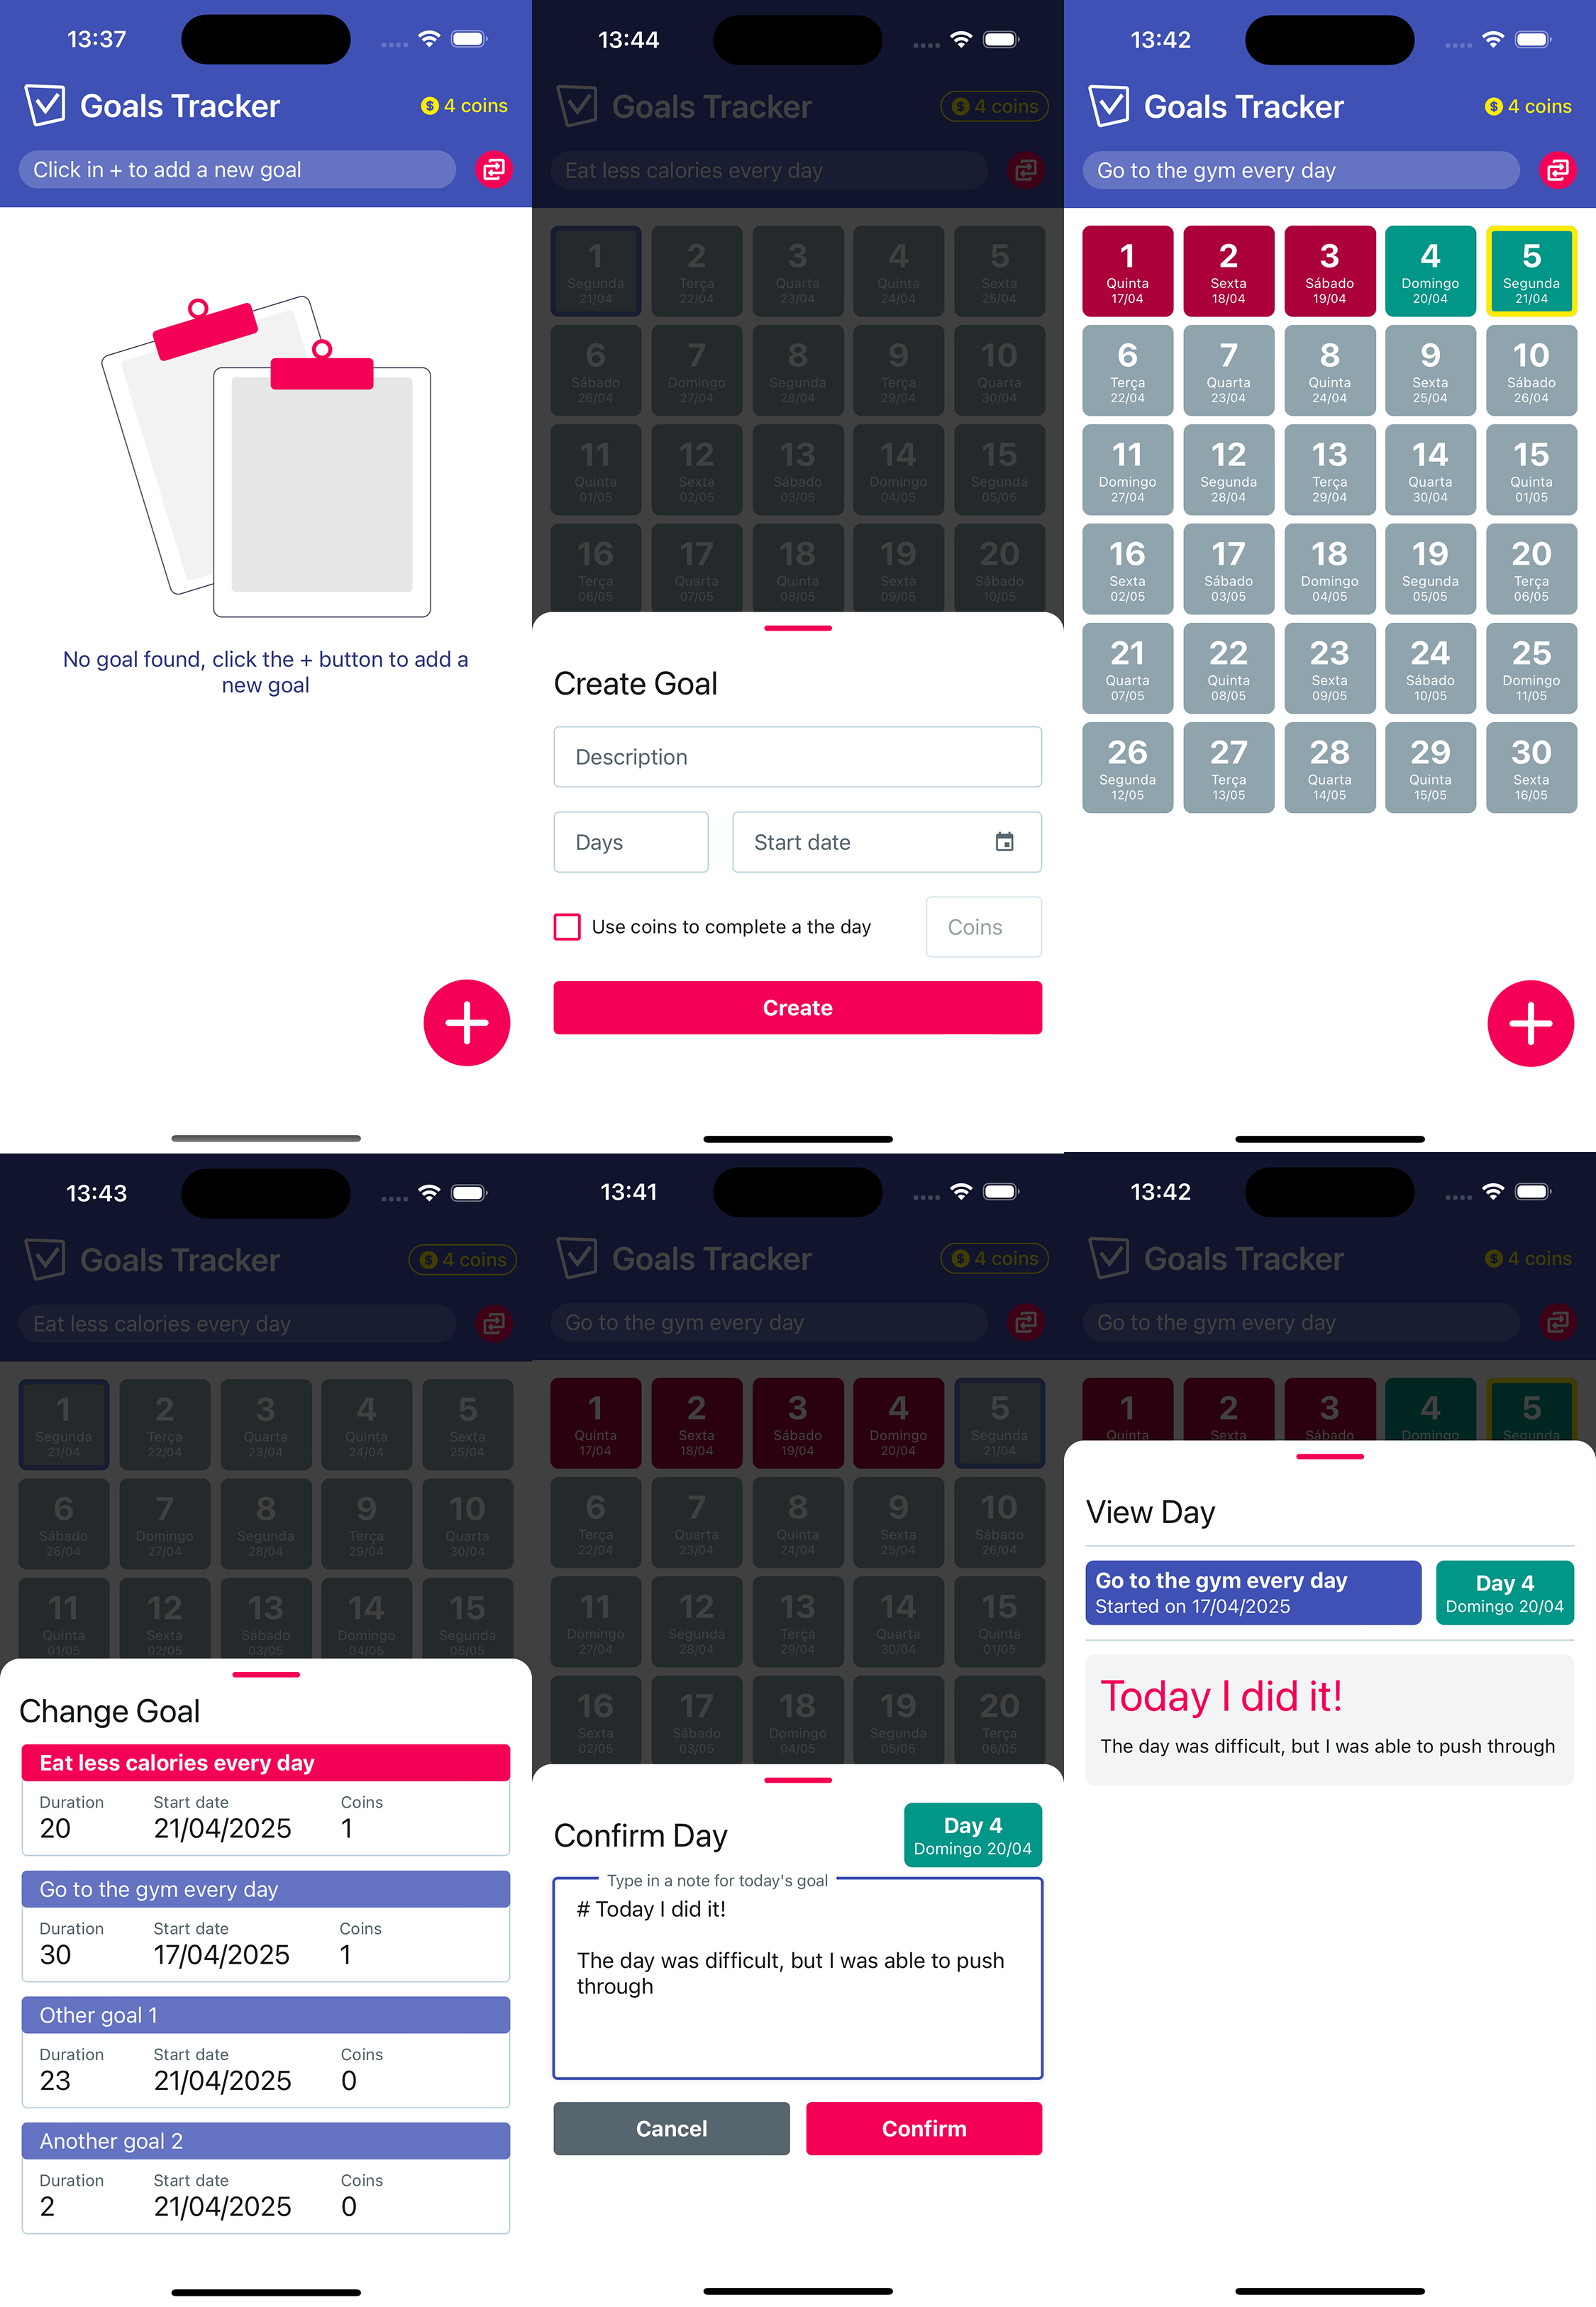 13:37
Goals Tracker
$ 4 coins
Click in + to add a new goal
No goal found, click the + button to add a
new goal
13:44
Goals Tracker
$ 4 coins
Eat less calories every day
1 2 3 4 5
Segunda Terça Quarta Quinta Sexta
21/04 22/04 23/04 24/04 25/04
6 7 8 9 10
Sábado Domingo Segunda Terça Quarta
26/04 27/04 28/04 29/04 30/04
11 12 13 14 15
Quinta Sexta Sábado Domingo Segunda
01/05 02/05 03/05 04/05 05/05
16 17 18 19 20
Terça Quarta Quinta Sexta Sábado
06/05 07/05 08/05 09/05 10/05
Create Goal
Description
Days
Start date
Use coins to complete a the day
Coins
Create
13:42
Goals Tracker
$ 4 coins
Go to the gym every day
1 2 3 4 5
Quinta Sexta Sábado Domingo Segunda
17/04 18/04 19/04 20/04 21/04
6 7 8 9 10
Terça Quarta Quinta Sexta Sábado
22/04 23/04 24/04 25/04 26/04
11 12 13 14 15
Domingo Segunda Terça Quarta Quinta
27/04 28/04 29/04 30/04 01/05
16 17 18 19 20
Sexta Sábado Domingo Segunda Terça
02/05 03/05 04/05 05/05 06/05
21 22 23 24 25
Quarta Quinta Sexta Sábado Domingo
07/05 08/05 09/05 10/05 11/05
26 27 28 29 30
Segunda Terça Quarta Quinta Sexta
12/05 13/05 14/05 15/05 16/05
13:43
Goals Tracker
$ 4 coins
Eat less calories every day
1 2 3 4 5
Segunda Terça Quarta Quinta Sexta
21/04 22/04 23/04 24/04 25/04
6 7 8 9 10
Sábado Domingo Segunda Terça Quarta
26/04 27/04 28/04 29/04 30/04
11 12 13 14 15
Quinta Sexta Sábado Domingo Segunda
01/05 02/05 03/05 04/05 05/05
Change Goal
Eat less calories every day
Duration Start date Coins
20 21/04/2025 1
Go to the gym every day
Duration Start date Coins
30 17/04/2025 1
Other goal 1
Duration Start date Coins
23 21/04/2025 0
Another goal 2
Duration Start date Coins
2 21/04/2025 0
13:41
Goals Tracker
$ 4 coins
Go to the gym every day
1 2 3 4 5
Quinta Sexta Sábado Domingo Segunda
17/04 18/04 19/04 20/04 21/04
6 7 8 9 10
Terça Quarta Quinta Sexta Sábado
22/04 23/04 24/04 25/04 26/04
11 12 13 14 15
Domingo Segunda Terça Quarta Quinta
27/04 28/04 29/04 30/04 01/05
16 17 18 19 20
Sexta Sábado Domingo Segunda Terça
02/05 03/05 04/05 05/05 06/05
Confirm Day
Day 4
Domingo 20/04
Type in a note for today's goal
# Today I did it!
The day was difficult, but I was able to push
through
Cancel
Confirm
13:42
Goals Tracker
$ 4 coins
Go to the gym every day
1 2 3 4 5
Quinta Sexta Sábado Domingo Segunda
View Day
Go to the gym every day
Started on 17/04/2025
Day 4
Domingo 20/04
Today I did it!
The day was difficult, but I was able to push through